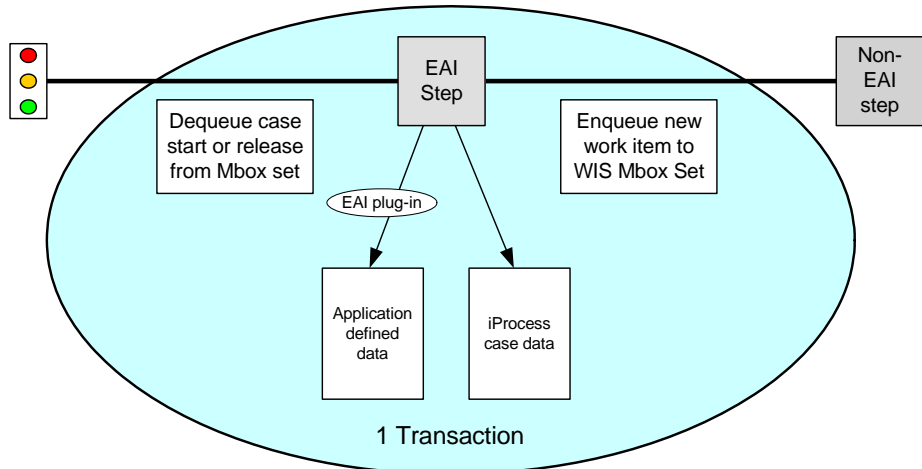 EAI
Step
Non-
EAI
step
Dequeue case
start or release
from Mbox set
Enqueue new
work item to
WIS Mbox Set
EAI plug-in
Application
defined
data
iProcess
case data
1 Transaction